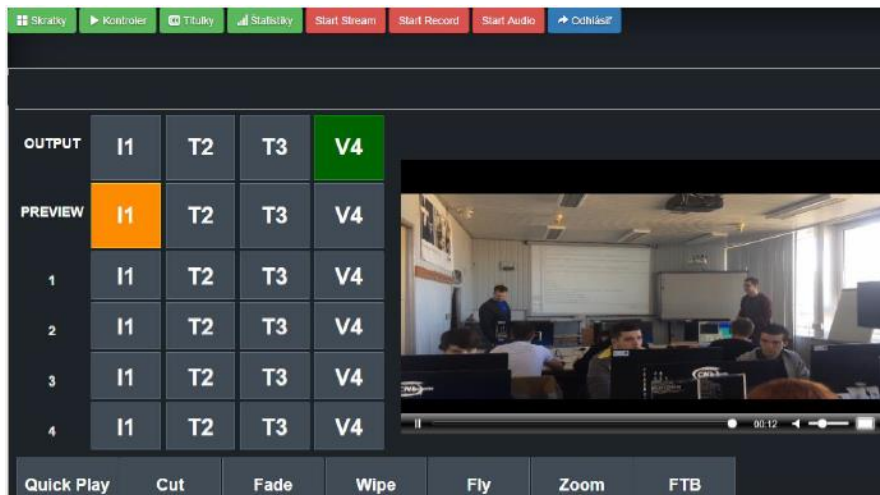 Skratky Kontroler Titulky Štatistiky Start Stream Start Record Start Audio Odhlásiť
OUTPUT I1 T2 T3 V4
PREVIEW I1 T2 T3 V4
1 I1 T2 T3 V4
2 I1 T2 T3 V4
3 I1 T2 T3 V4
4 I1 T2 T3 V4
00:12
Quick Play Cut Fade Wipe Fly Zoom FTB